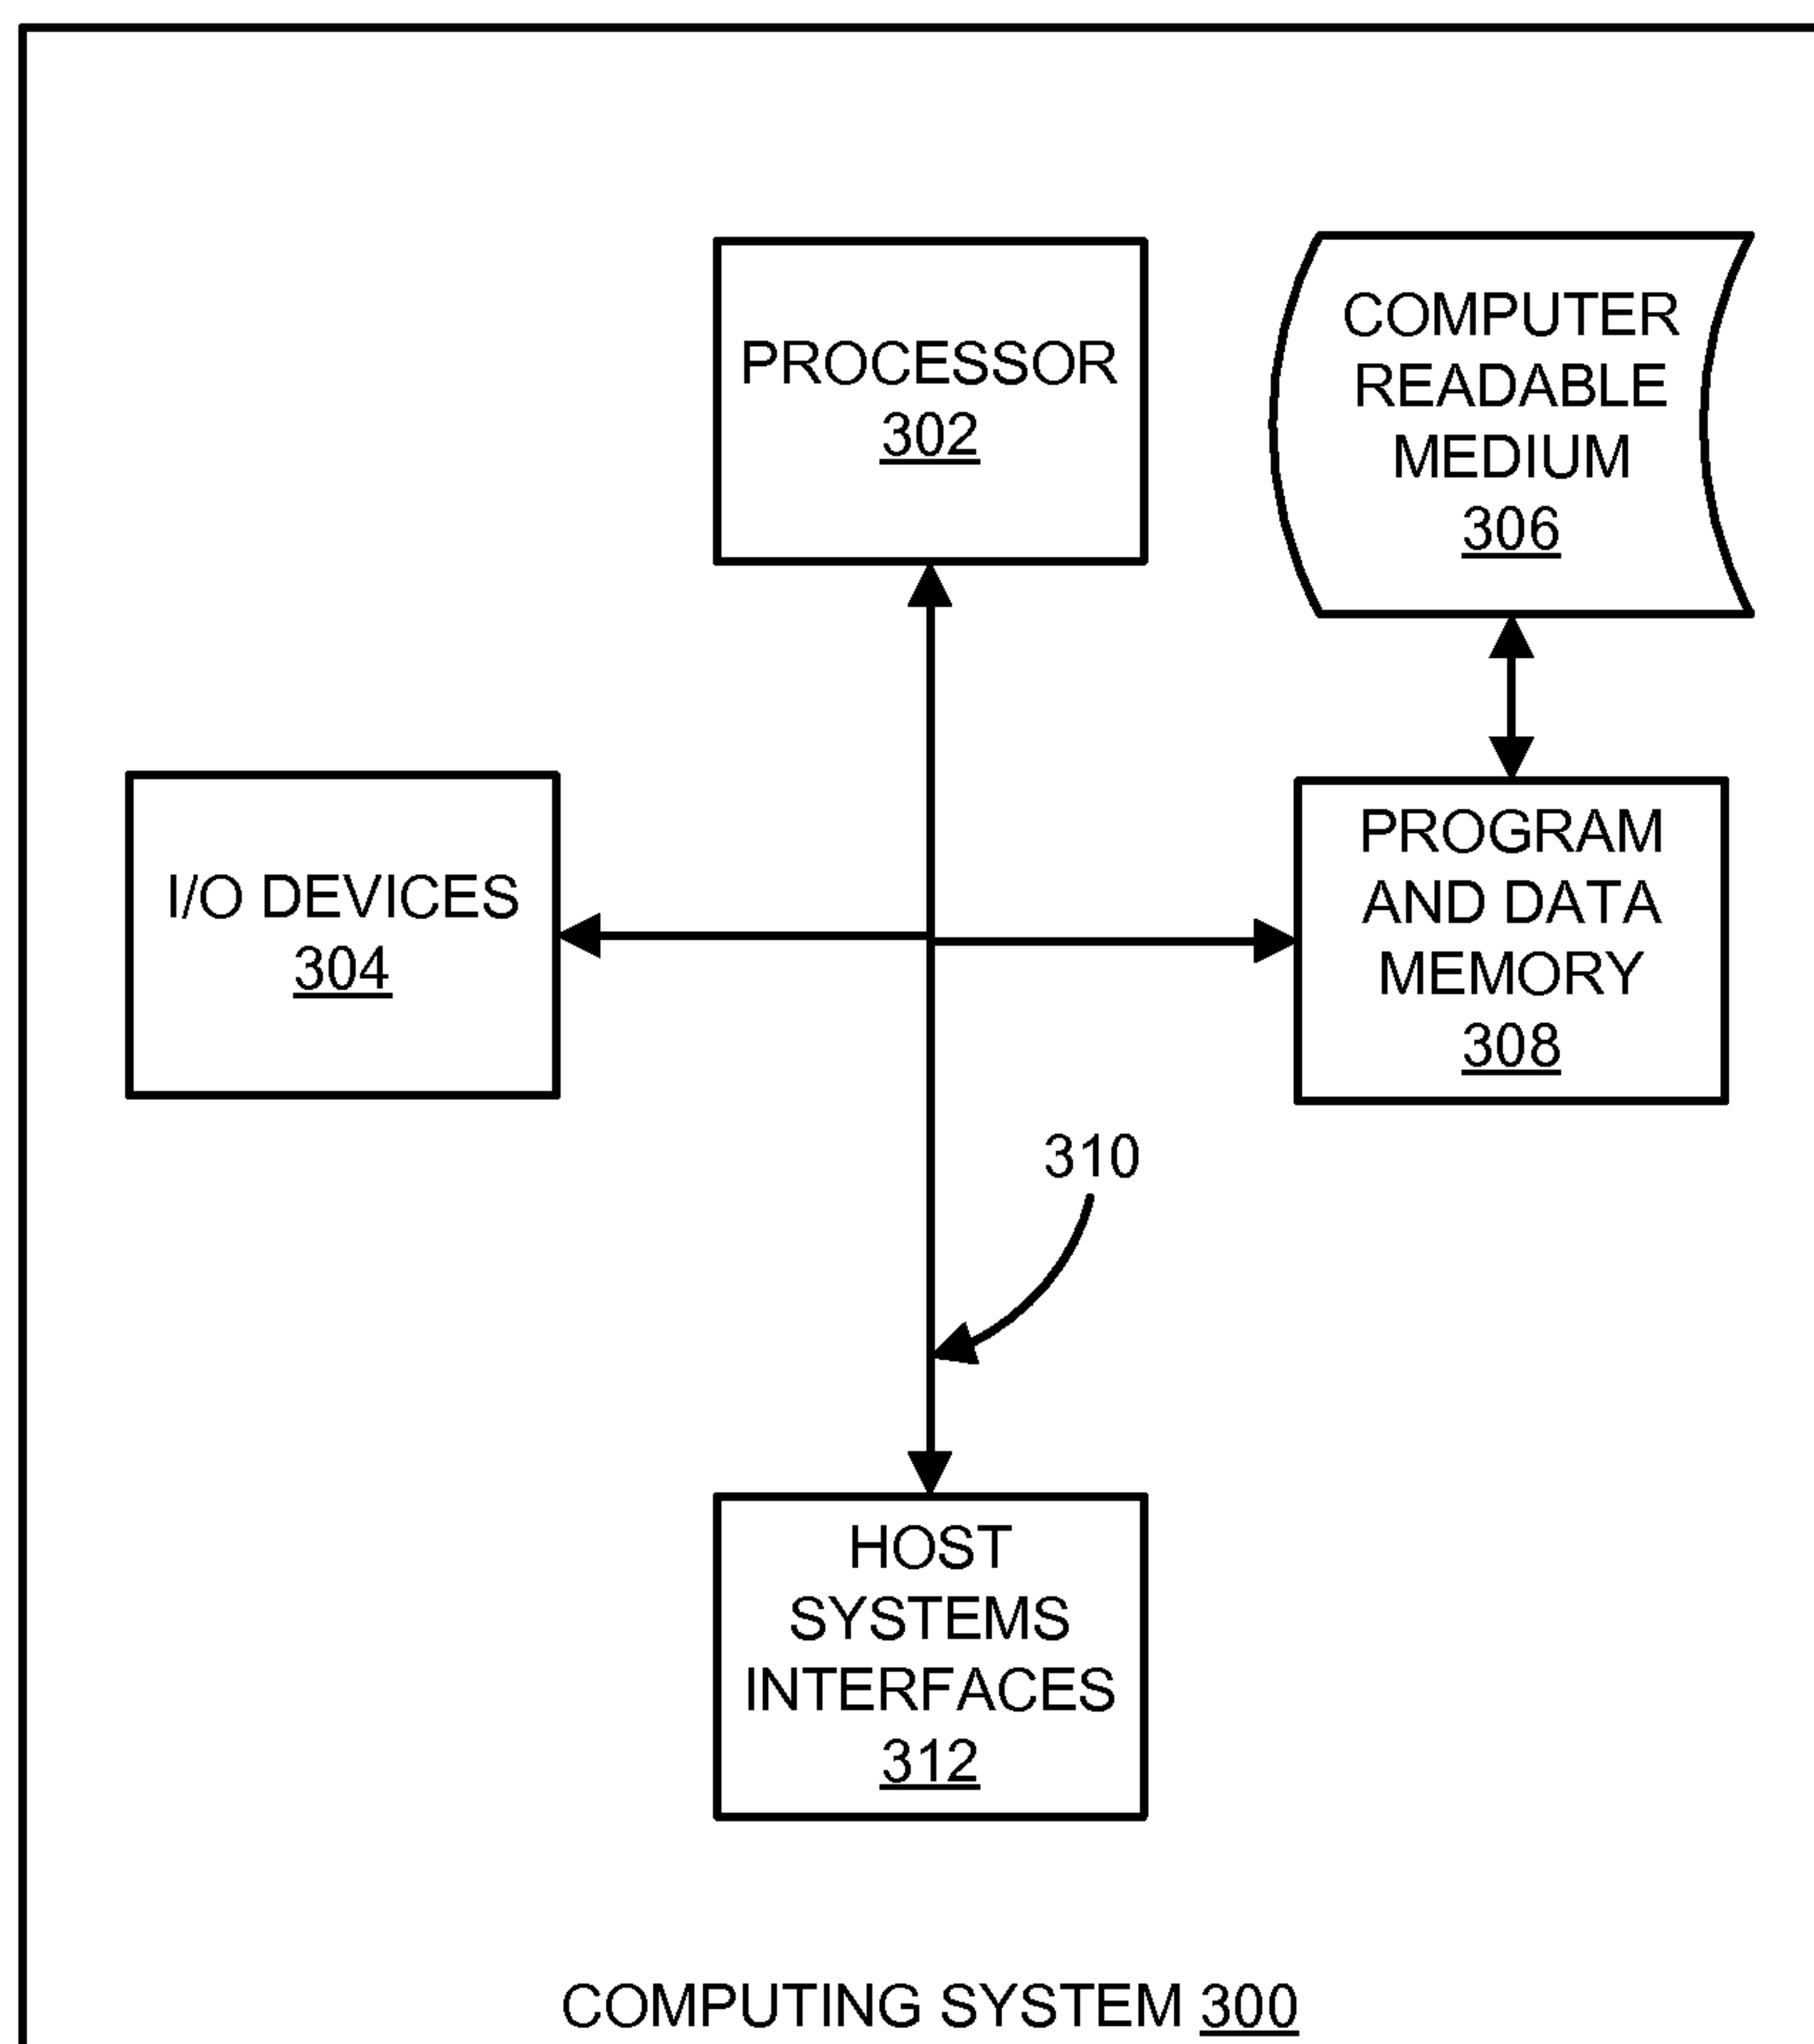 PROCESSOR
302
COMPUTER
READABLE
MEDIUM
306
I/O DEVICES
304
PROGRAM
AND DATA
MEMORY
308
310
HOST
SYSTEMS
INTERFACES
312
COMPUTING SYSTEM 300